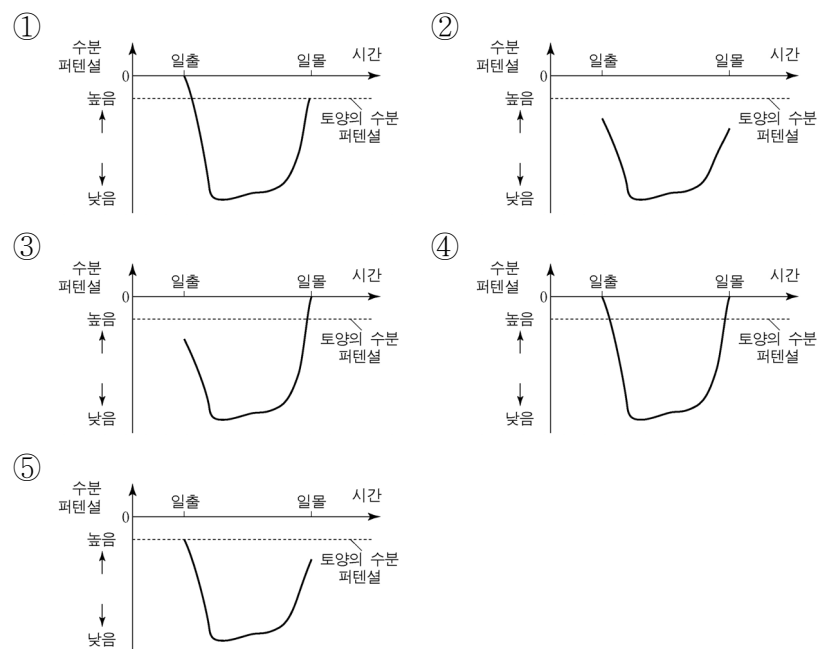 ①
수분
퍼텐셜
일출
일몰
시간
0
높음
토양의 수분
퍼텐셜
낮음
②
수분
퍼텐셜
일출
일몰
시간
0
높음
토양의 수분
퍼텐셜
낮음
③
수분
퍼텐셜
일출
일몰
시간
0
높음
토양의 수분
퍼텐셜
낮음
④
수분
퍼텐셜
일출
일몰
시간
0
높음
토양의 수분
퍼텐셜
낮음
⑤
수분
퍼텐셜
일출
일몰
시간
0
높음
토양의 수분
퍼텐셜
낮음